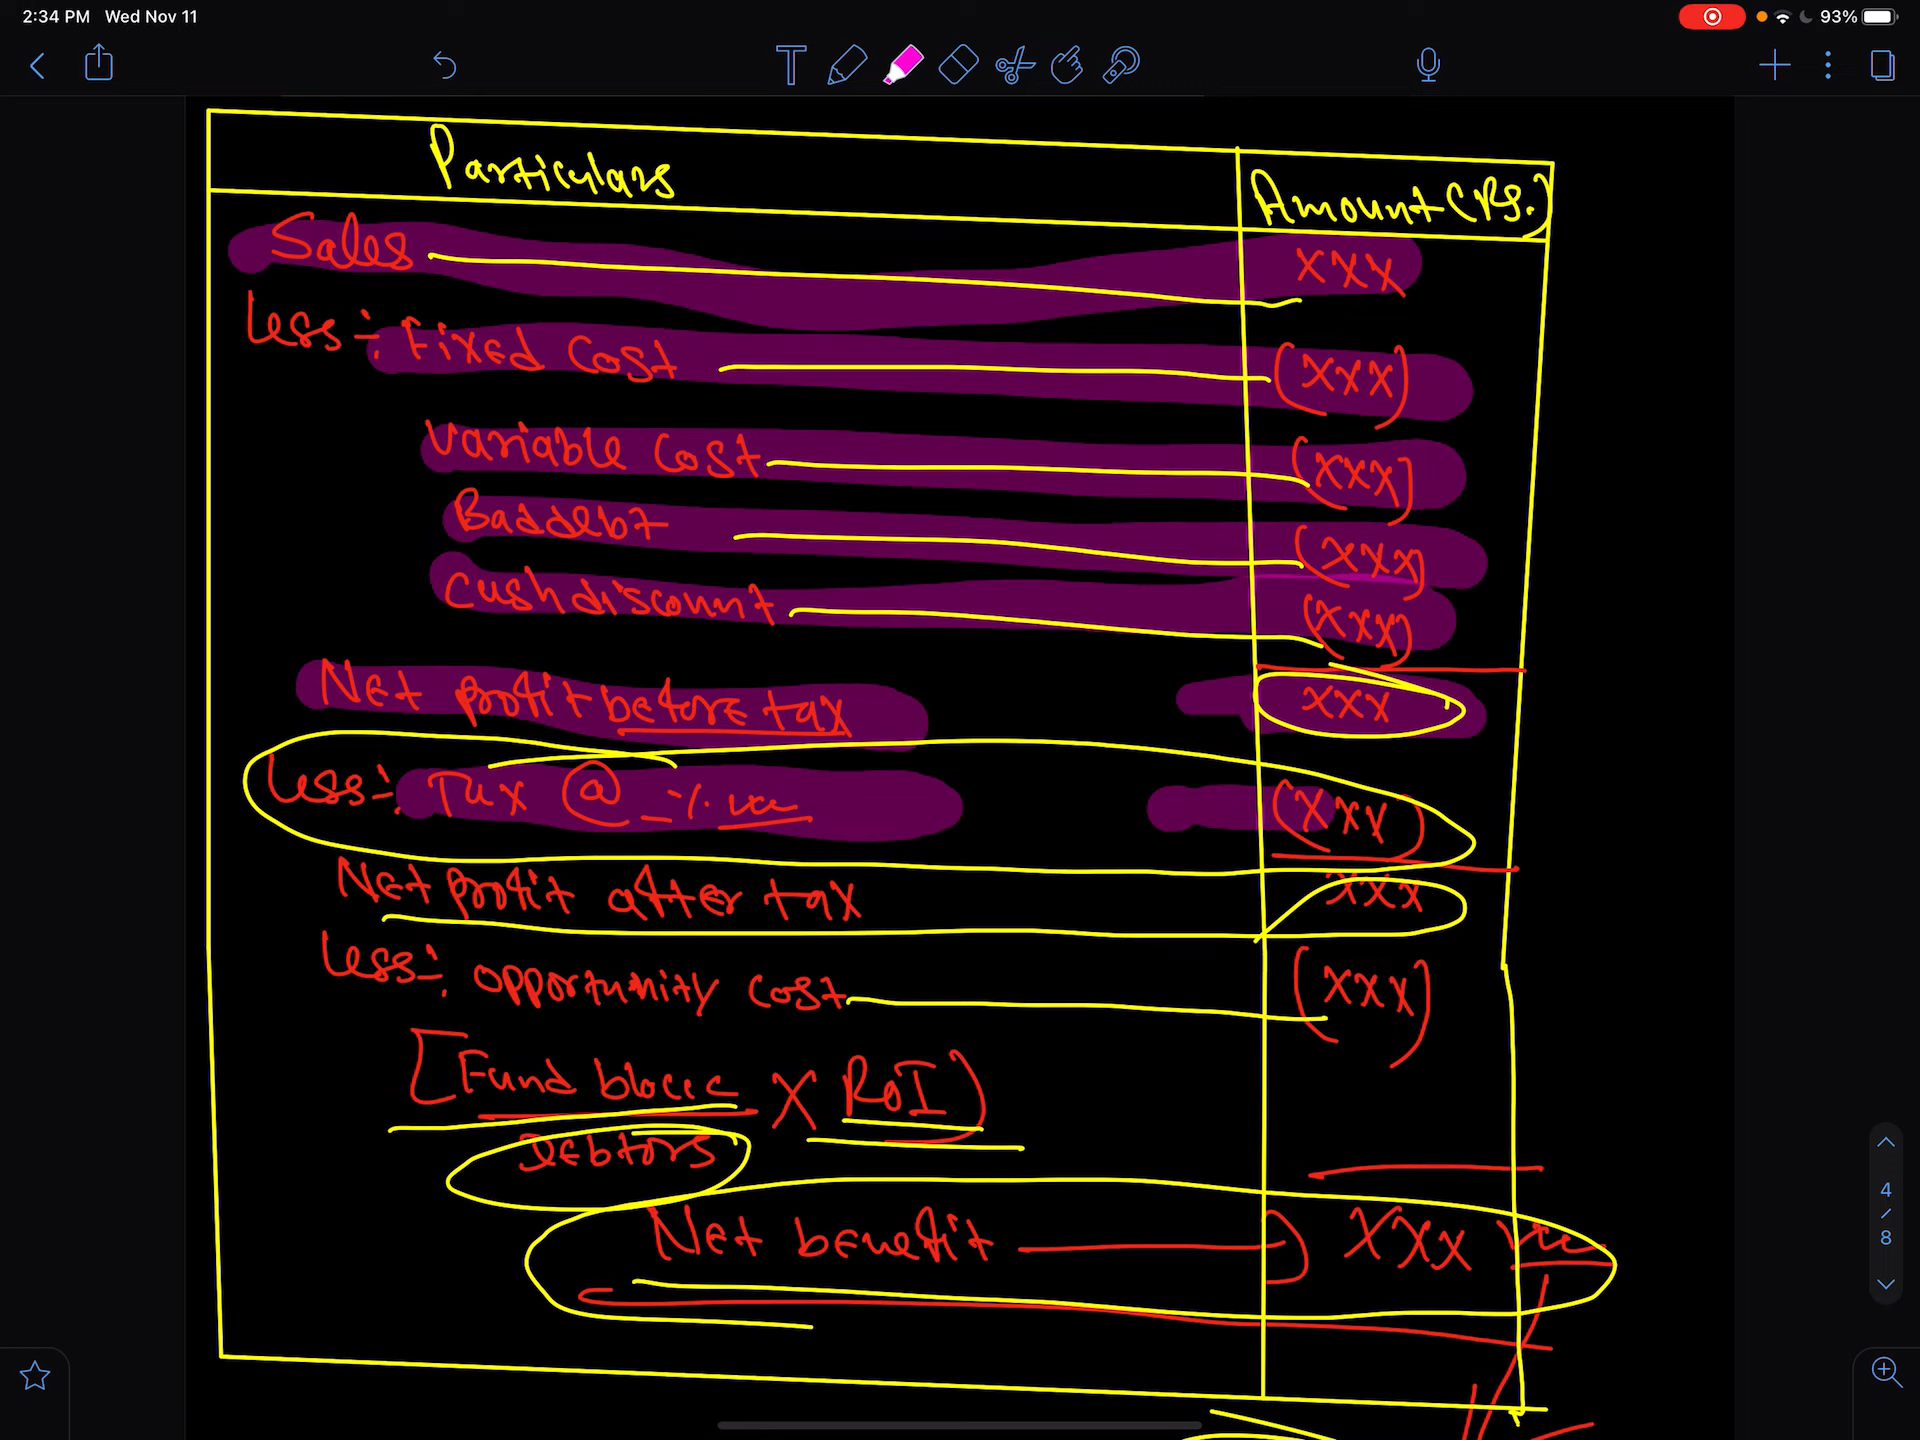 2:34 PM Wed Nov 11
93%
Particulars Amount (Rs.)
Sales XXX
Less:- Fixed Cost (XXX)
Variable Cost (XXX)
Bad debt (XXX)
Cash discount (XXX)
Net profit before tax XXX
Less:- Tax @ -%. (XXX)
Net profit after tax XXX
Less:- opportunity cost (XXX)
[Fund block X RoI)
Debtors
Net benefit XXX
4
/
8